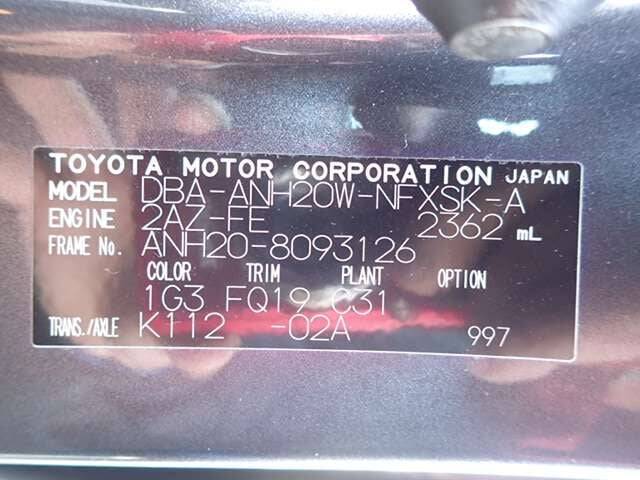 TOYOTA MOTOR CORPORATION JAPAN
MODEL DBA-ANH20W-NFXSK-A
ENGINE 2AZ-FE 2362 mL
FRAME No. ANH20-8093126
COLOR TRIM PLANT OPTION
1G3 FQ19 C31
TRANS./AXLE K112 -02A 997